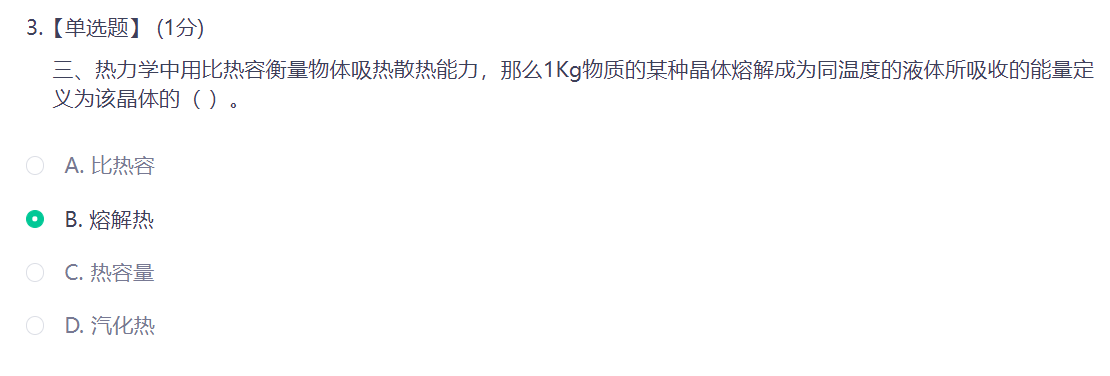 3.【单选题】 (1分)
三、热力学中用比热容衡量物体吸热散热能力，那么1Kg物质的某种晶体熔解成为同温度的液体所吸收的能量定
义为该晶体的（ ）。
A. 比热容
B. 熔解热
C. 热容量
D. 汽化热